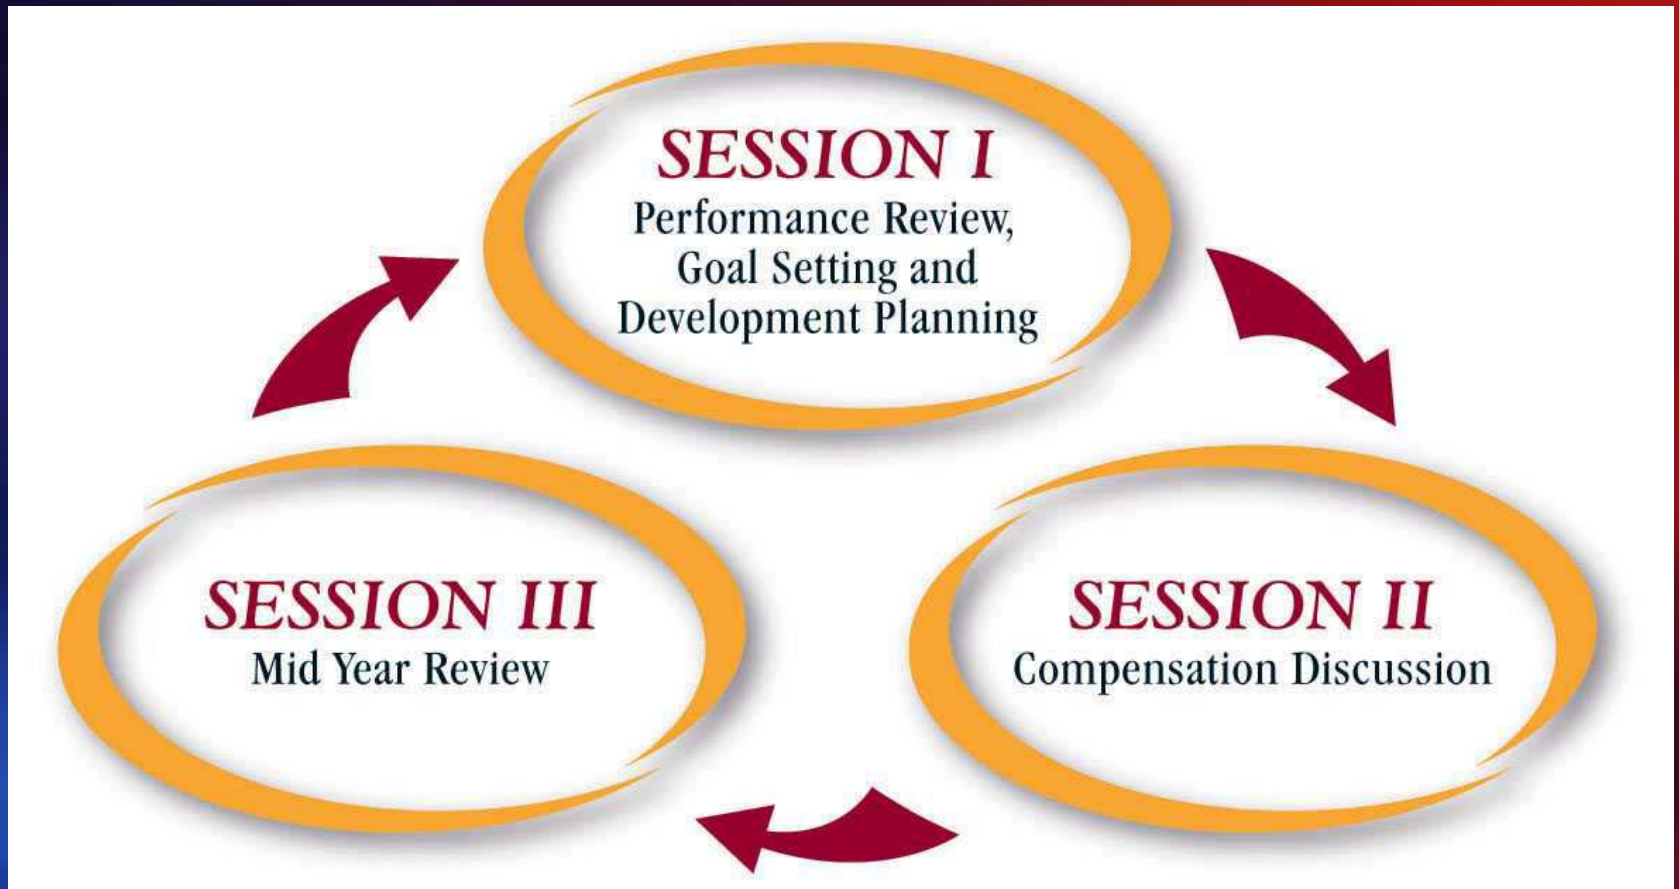 SESSION I
Performance Review,
Goal Setting and
Development Planning
SESSION III
Mid Year Review
SESSION II
Compensation Discussion